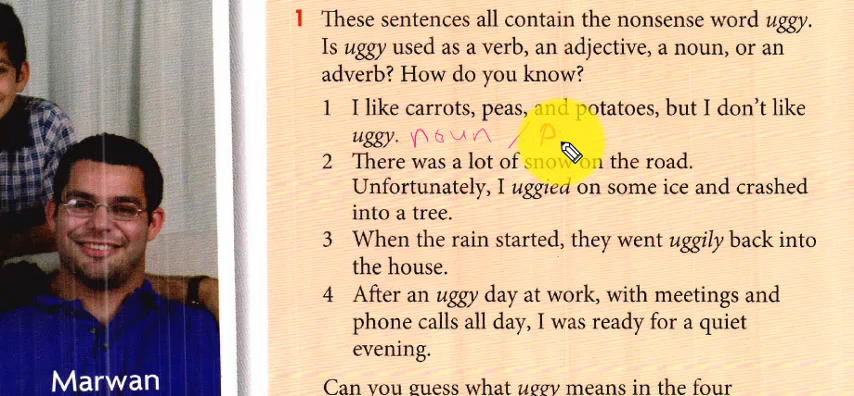 1 These sentences all contain the nonsense word uggy.
Is uggy used as a verb, an adjective, a noun, or an
adverb? How do you know?
1 I like carrots, peas, and potatoes, but I don't like
uggy. noun / p
2 There was a lot of snow on the road.
Unfortunately, I uggied on some ice and crashed
into a tree.
3 When the rain started, they went uggily back into
the house.
4 After an uggy day at work, with meetings and
phone calls all day, I was ready for a quiet
evening.
Can you guess what uggy means in the four
Marwan